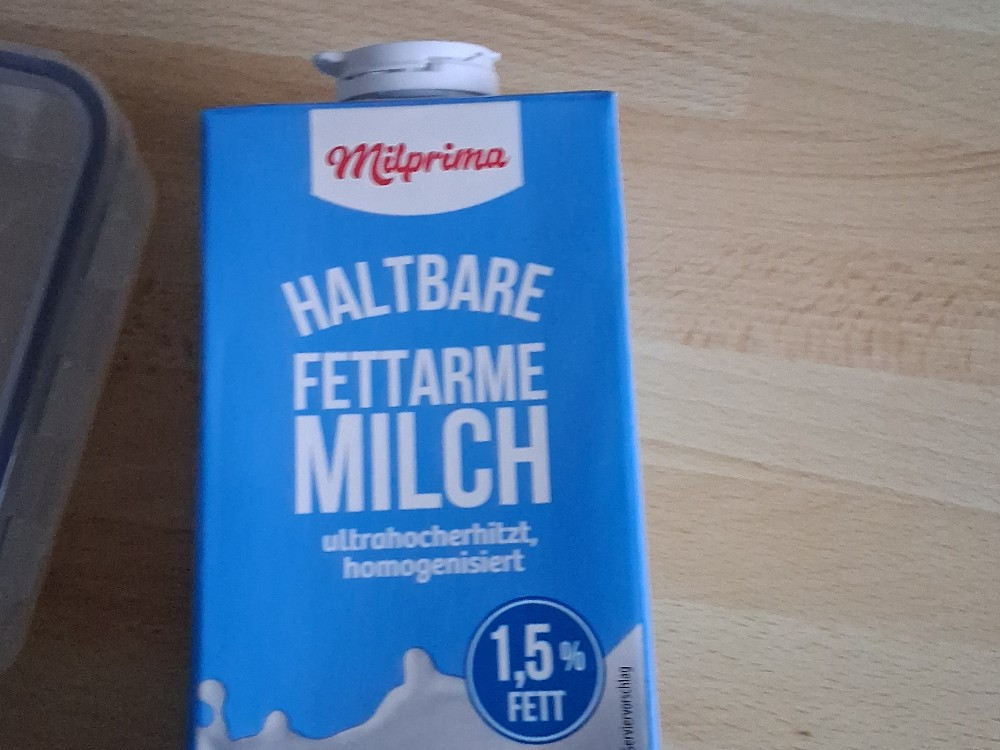 Milprima
HALTBARE
FETTARME
MILCH
ultrahocherhitzt,
homogenisiert
1,5 %
FETT